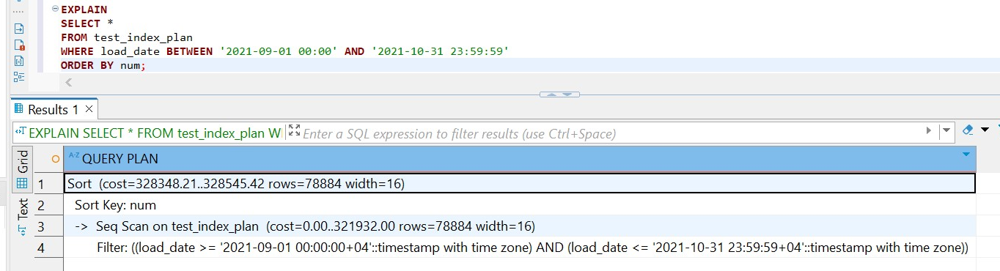 EXPLAIN
SELECT *
FROM test_index_plan
WHERE load_date BETWEEN '2021-09-01 00:00' AND '2021-10-31 23:59:59'
ORDER BY num;
Results 1
EXPLAIN SELECT * FROM test_index_plan WI
Enter a SQL expression to filter results (use Ctrl+Space)
Grid
Text
A-Z QUERY PLAN
1 Sort (cost=328348.21..328545.42 rows=78884 width=16)
2 Sort Key: num
3 -> Seq Scan on test_index_plan (cost=0.00..321932.00 rows=78884 width=16)
4 Filter: ((load_date >= '2021-09-01 00:00:00+04'::timestamp with time zone) AND (load_date <= '2021-10-31 23:59:59+04'::timestamp with time zone))